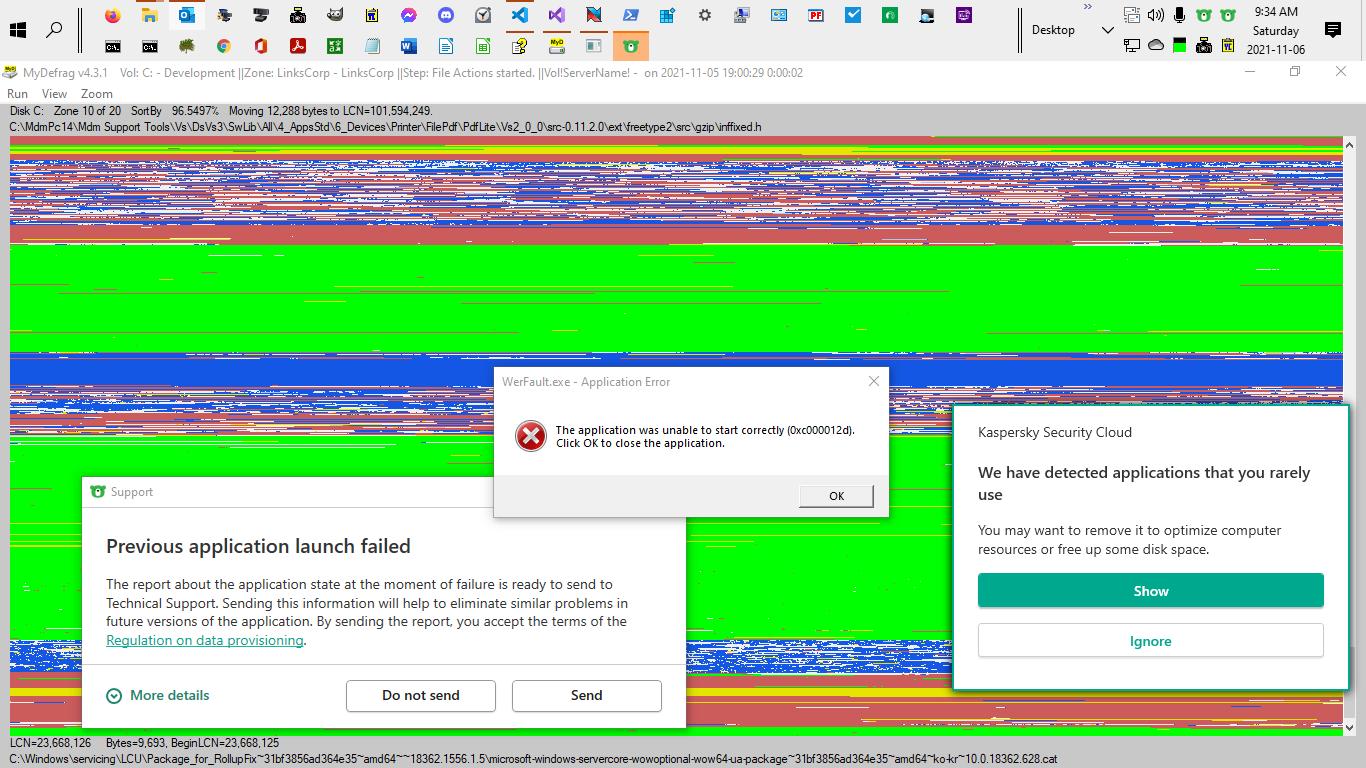 9:34 AM
Desktop
Saturday
2021-11-06
MyDefrag v4.3.1 Vol: C: - Development ||Zone: LinksCorp - LinksCorp ||Step: File Actions started. ||Vol!ServerName! - on 2021-11-05 19:00:29 0:00:02
Run View Zoom
Disk C: Zone 10 of 20 SortBy 96.5497% Moving 12,288 bytes to LCN=101,594,249.
C:\MdmPc14\Mdm Support Tools\Vs\DsVs3\SwLib\All\4_AppsStd\6_Devices\Printer\FilePdf\PdfLite\Vs2_0_0\src-0.11.2.0\ext\freetype2\src\gzip\inffixed.h
WerFault.exe - Application Error
The application was unable to start correctly (0xc000012d).
Click OK to close the application.
OK
Kaspersky Security Cloud
We have detected applications that you rarely
use
You may want to remove it to optimize computer
resources or free up some disk space.
Show
Ignore
Support
Previous application launch failed
The report about the application state at the moment of failure is ready to send to
Technical Support. Sending this information will help to eliminate similar problems in
future versions of the application. By sending the report, you accept the terms of the
Regulation on data provisioning.
More details
Do not send
Send
LCN=23,668,126 Bytes=9,693, BeginLCN=23,668,125
C:\Windows\servicing\LCU\Package_for_RollupFix~31bf3856ad364e35~amd64~~18362.1556.1.5\microsoft-windows-servercore-wowoptional-wow64-ua-package~31bf3856ad364e35~amd64~ko-kr~10.0.18362.628.cat